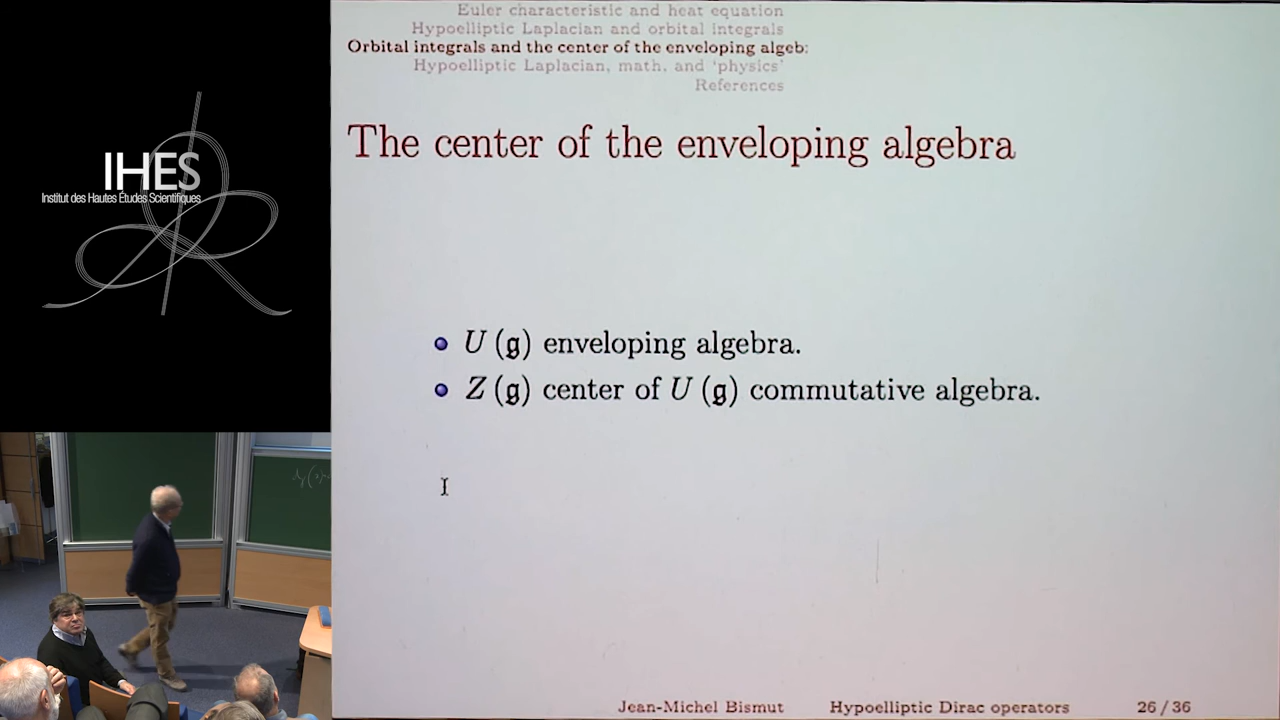 IHES
Institut des Hautes Études Scientifiques
Euler characteristic and heat equation
Hypoelliptic Laplacian and orbital integrals
Orbital integrals and the center of the enveloping algeb:
Hypoelliptic Laplacian, math, and ‘physics’
References
The center of the enveloping algebra
U (𝔤) enveloping algebra.
Z (𝔤) center of U (𝔤) commutative algebra.
Jean-Michel Bismut Hypoelliptic Dirac operators 26 / 36